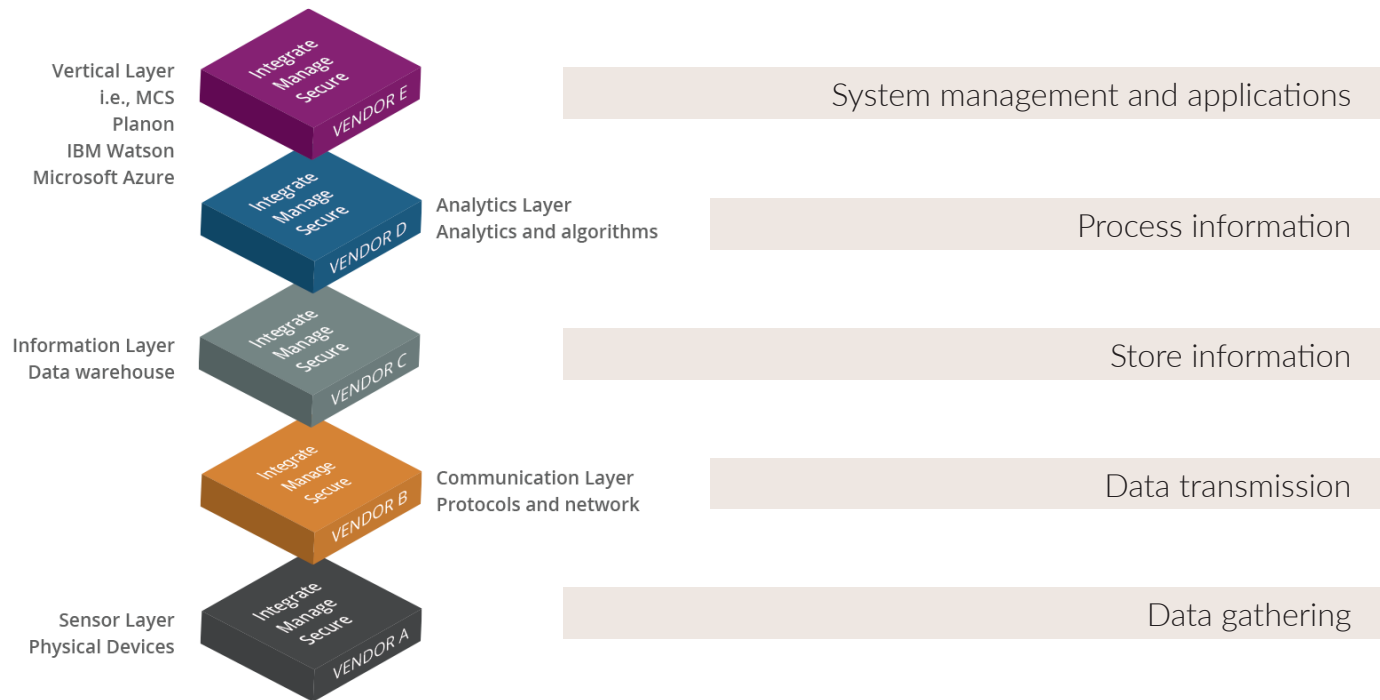 Vertical Layer
i.e., MCS
Planon
IBM Watson
Microsoft Azure
Integrate
Manage
Secure
VENDOR E
System management and applications
Integrate
Manage
Secure
VENDOR D
Analytics Layer
Analytics and algorithms
Process information
Information Layer
Data warehouse
Integrate
Manage
Secure
VENDOR C
Store information
Integrate
Manage
Secure
VENDOR B
Communication Layer
Protocols and network
Data transmission
Sensor Layer
Physical Devices
Integrate
Manage
Secure
VENDOR A
Data gathering